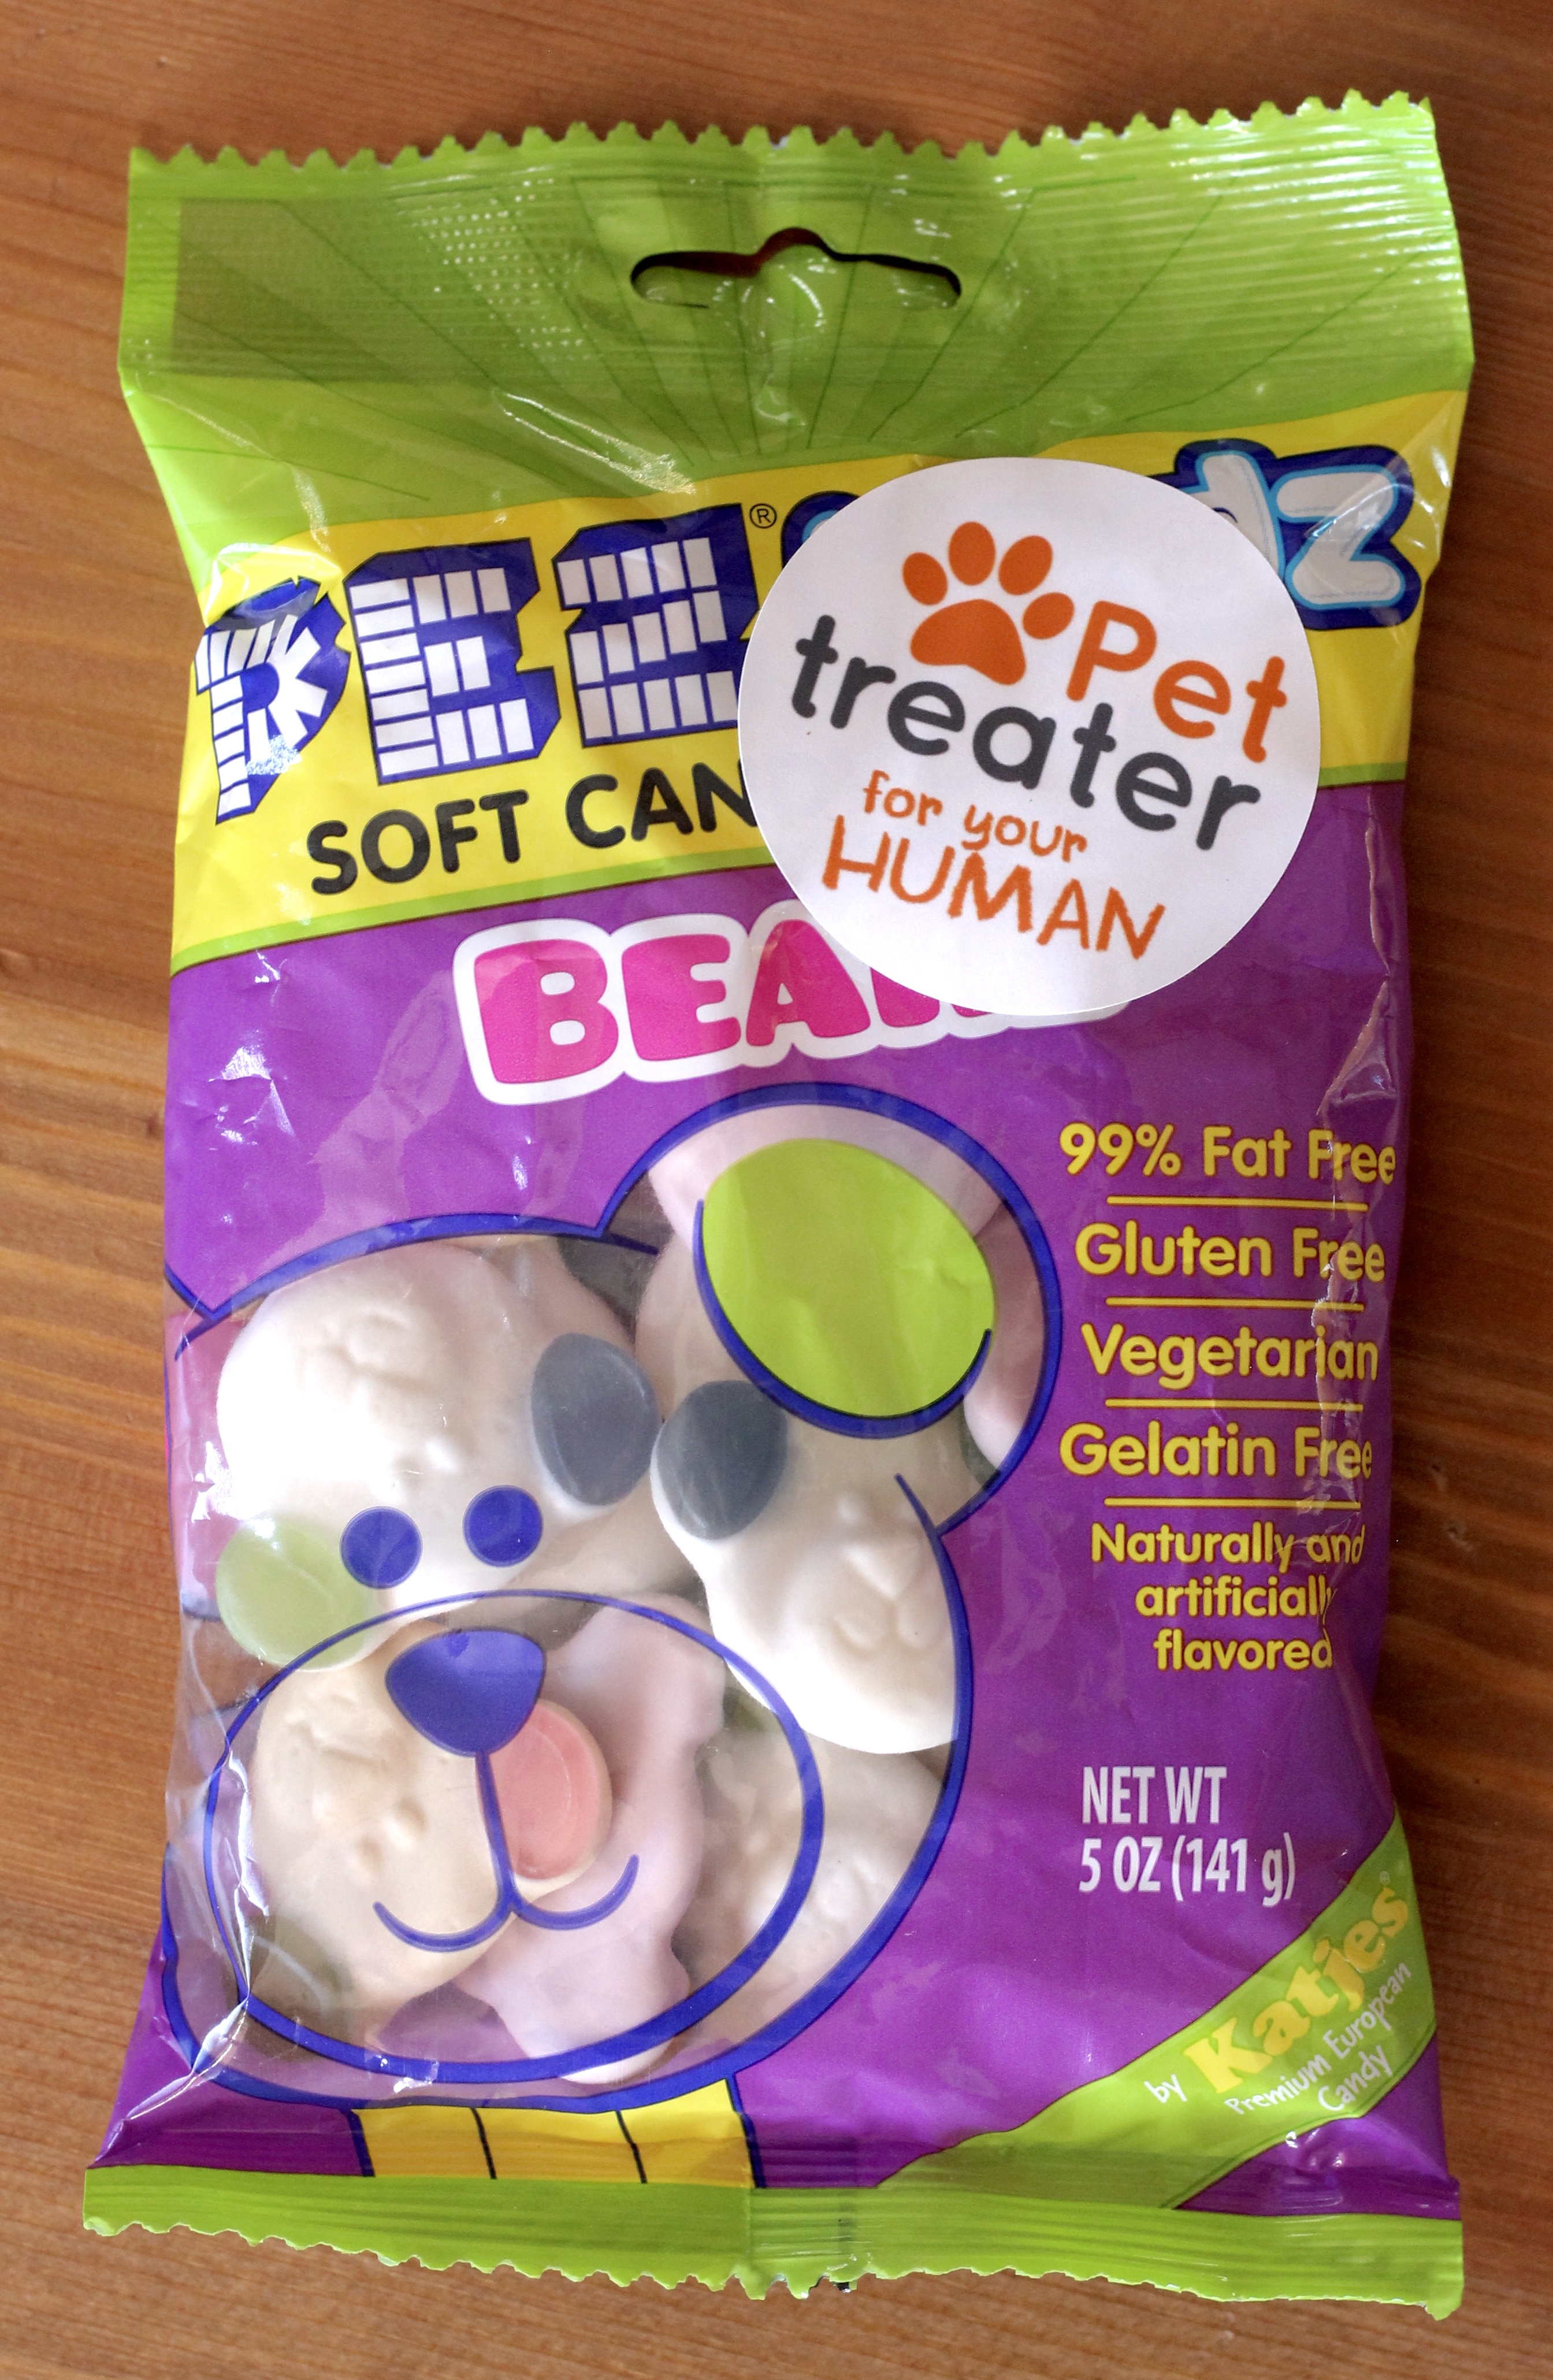 PEZ®
dz
SOFT
Pet
treater
for your
HUMAN
99% Fat Free
Gluten Free
Vegetarian
Gelatin Free
Naturally and
artificially
flavored
NET WT
5 OZ (141 g)
by Katjes®
Premium European
Candy